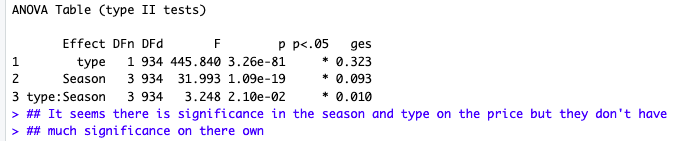 ANOVA Table (type II tests)
Effect DFn DFd F p p<.05 ges
1 type 1 934 445.840 3.26e-81 * 0.323
2 Season 3 934 31.993 1.09e-19 * 0.093
3 type:Season 3 934 3.248 2.10e-02 * 0.010
> ## It seems there is significance in the season and type on the price but they don't have
> ## much significance on there own